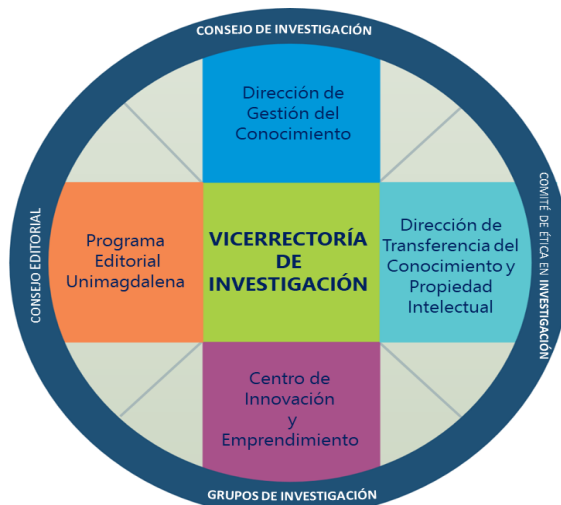 CONSEJO DE INVESTIGACIÓN
Dirección de
Gestión del
Conocimiento
CONSEJO EDITORIAL
Programa
Editorial
Unimagdalena
VICERRECTORÍA
DE
INVESTIGACIÓN
Dirección de
Transferencia del
Conocimiento y
Propiedad
Intelectual
COMITÉ DE ÉTICA EN INVESTIGACIÓN
Centro de
Innovación
y
Emprendimiento
GRUPOS DE INVESTIGACIÓN